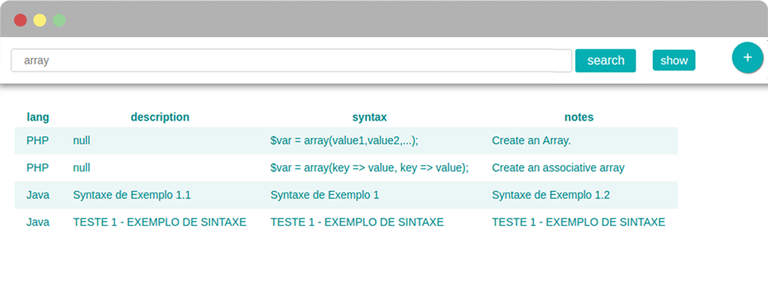 array search show +
lang description syntax notes
PHP null $var = array(value1,value2,...); Create an Array.
PHP null $var = array(key => value, key => value); Create an associative array
Java Syntaxe de Exemplo 1.1 Syntaxe de Exemplo 1 Syntaxe de Exemplo 1.2
Java TESTE 1 - EXEMPLO DE SINTAXE TESTE 1 - EXEMPLO DE SINTAXE TESTE 1 - EXEMPLO DE SINTAXE